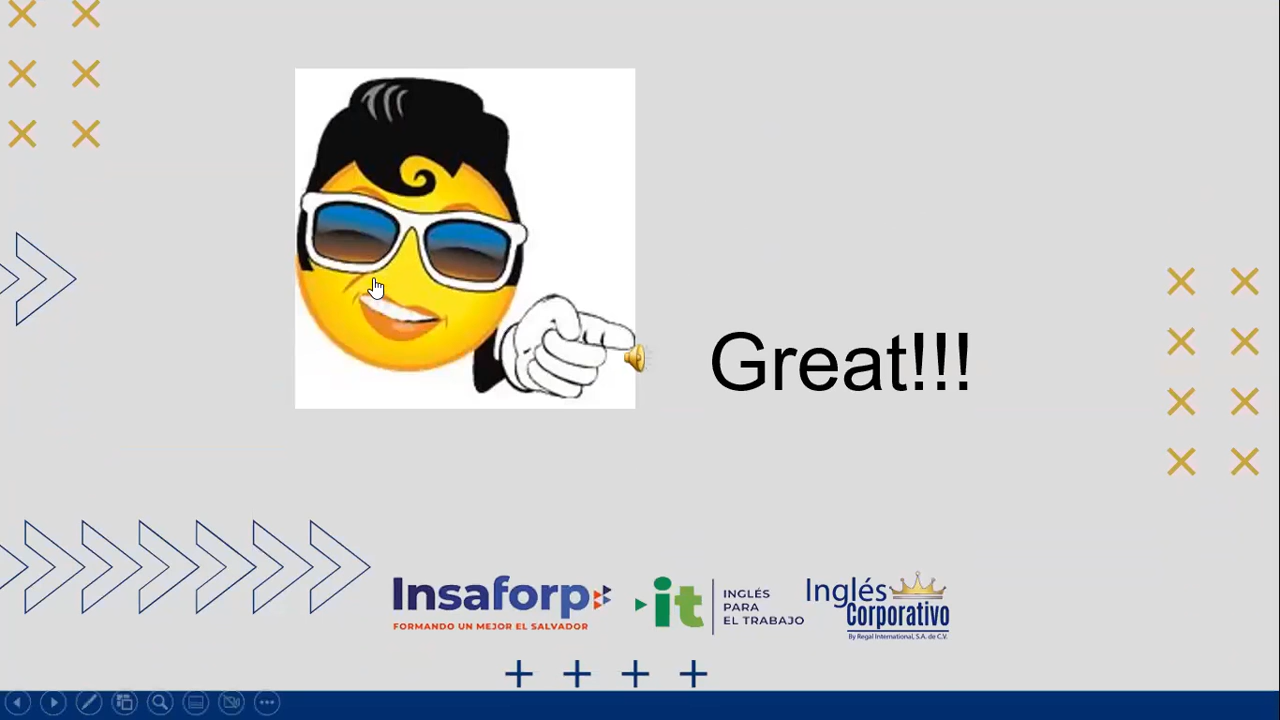 Great!!!
Insaforp
FORMANDO UN MEJOR EL SALVADOR
it
INGLÉS
PARA
EL TRABAJO
Inglés
Corporativo
By Regal International, S.A. de C.V.